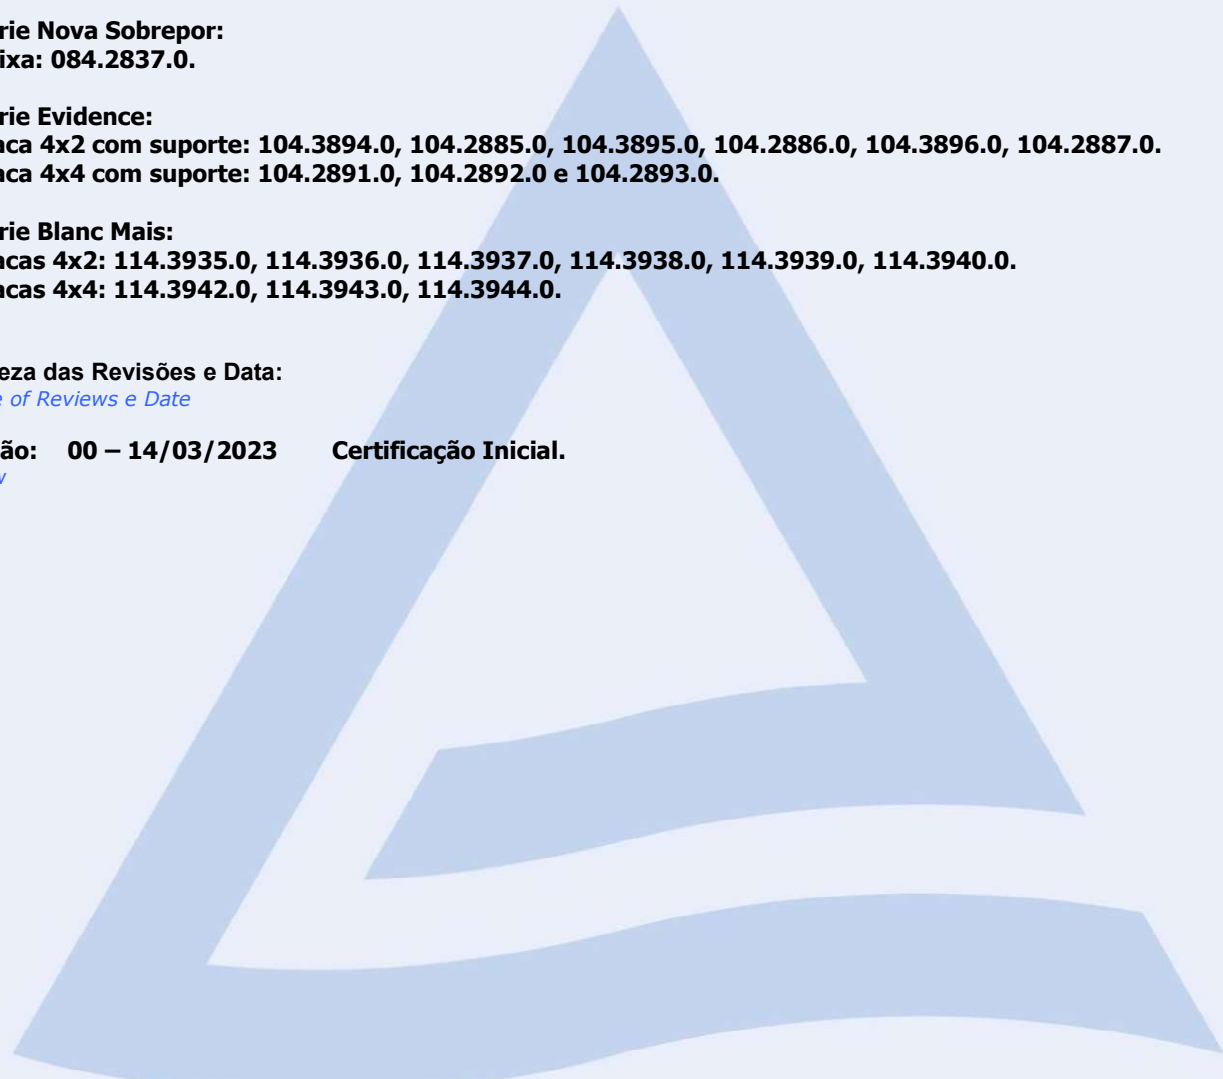 rie Nova Sobrepor:
ixa: 084.2837.0.
rie Evidence:
aca 4x2 com suporte: 104.3894.0, 104.2885.0, 104.3895.0, 104.2886.0, 104.3896.0, 104.2887.0.
aca 4x4 com suporte: 104.2891.0, 104.2892.0 e 104.2893.0.
rie Blanc Mais:
acas 4x2: 114.3935.0, 114.3936.0, 114.3937.0, 114.3938.0, 114.3939.0, 114.3940.0.
acas 4x4: 114.3942.0, 114.3943.0, 114.3944.0.
eza das Revisões e Data:
e of Reviews e Date
ão: 00 – 14/03/2023 Certificação Inicial.